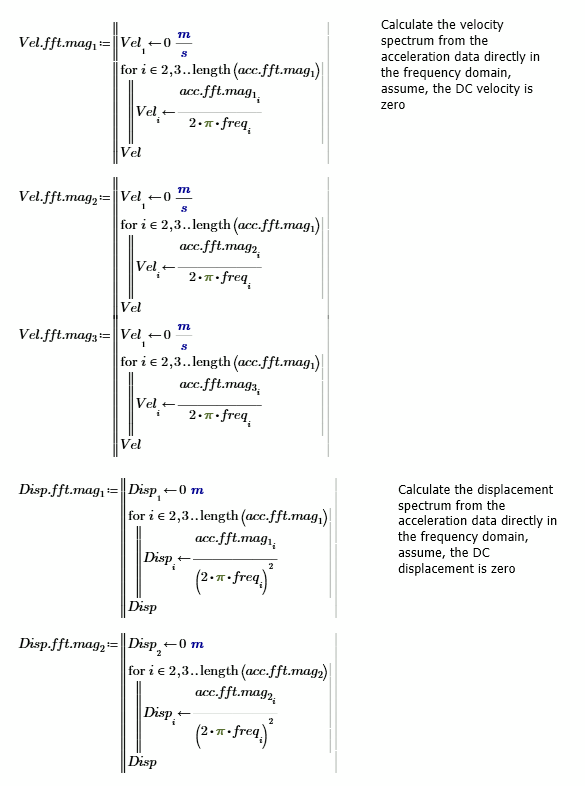 Vel.fft.mag₁:=‖Vel₁←0 m/s
for i ∈ 2,3..length(acc.fft.mag₁)
‖Vel_i←acc.fft.mag₁_i/(2·π·freq_i)
Vel
Calculate the velocity
spectrum from the
acceleration data directly in
the frequency domain,
assume, the DC velocity is
zero
Vel.fft.mag₂:=‖Vel₁←0 m/s
for i ∈ 2,3..length(acc.fft.mag₁)
‖Vel_i←acc.fft.mag₂_i/(2·π·freq_i)
Vel
Vel.fft.mag₃:=‖Vel₁←0 m/s
for i ∈ 2,3..length(acc.fft.mag₁)
‖Vel_i←acc.fft.mag₃_i/(2·π·freq_i)
Vel
Disp.fft.mag₁:=‖Disp₁←0 m
for i ∈ 2,3..length(acc.fft.mag₁)
‖Disp_i←acc.fft.mag₁_i/(2·π·freq_i)²
Disp
Calculate the displacement
spectrum from the
acceleration data directly in
the frequency domain,
assume, the DC
displacement is zero
Disp.fft.mag₂:=‖Disp₂←0 m
for i ∈ 2,3..length(acc.fft.mag₂)
‖Disp_i←acc.fft.mag₂_i/(2·π·freq_i)²
Disp